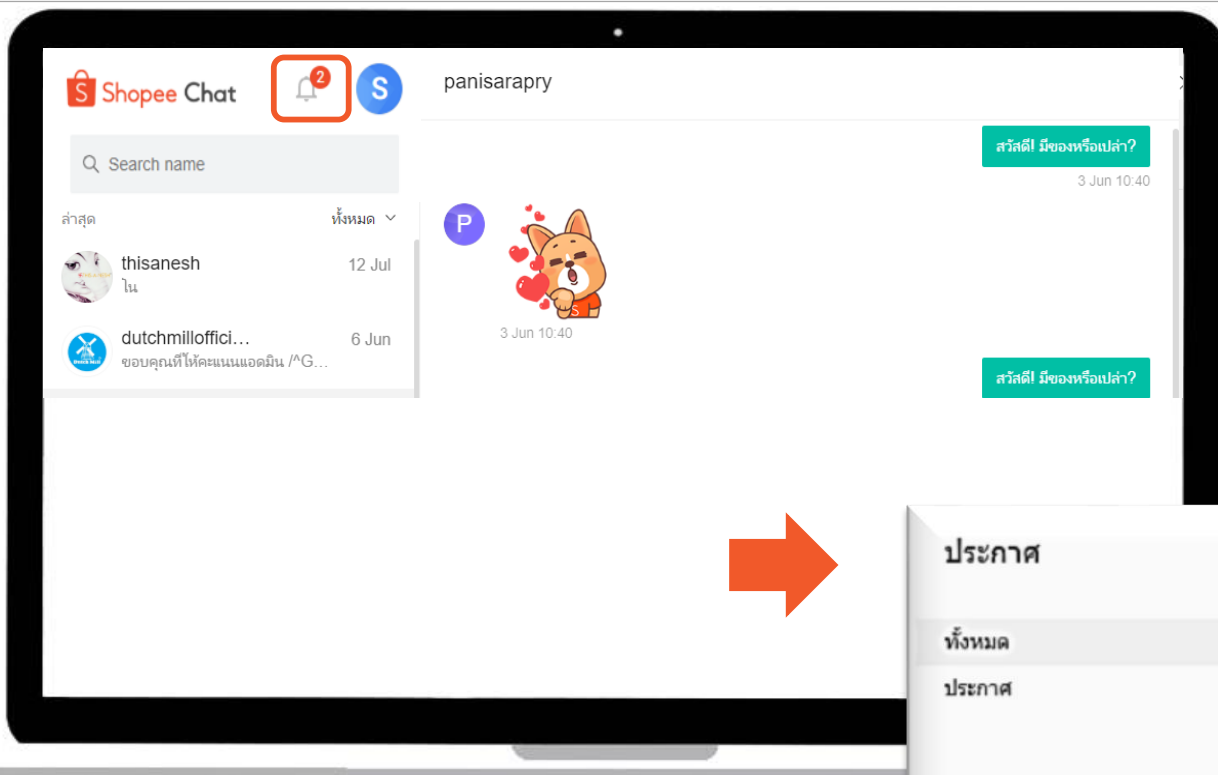 S Shopee Chat
2
S
panisarapry
Search name
สวัสดี! มีของหรือเปล่า?
3 Jun 10:40
ล่าสุด
ทั้งหมด
P
thisanesh
12 Jul
ไน
S
3 Jun 10:40
dutchmilloffici...
6 Jun
ขอบคุณที่ให้คะแนนแอดมิน /^G...
สวัสดี! มีของหรือเปล่า?
ประกาศ
ทั้งหมด
ประกาศ